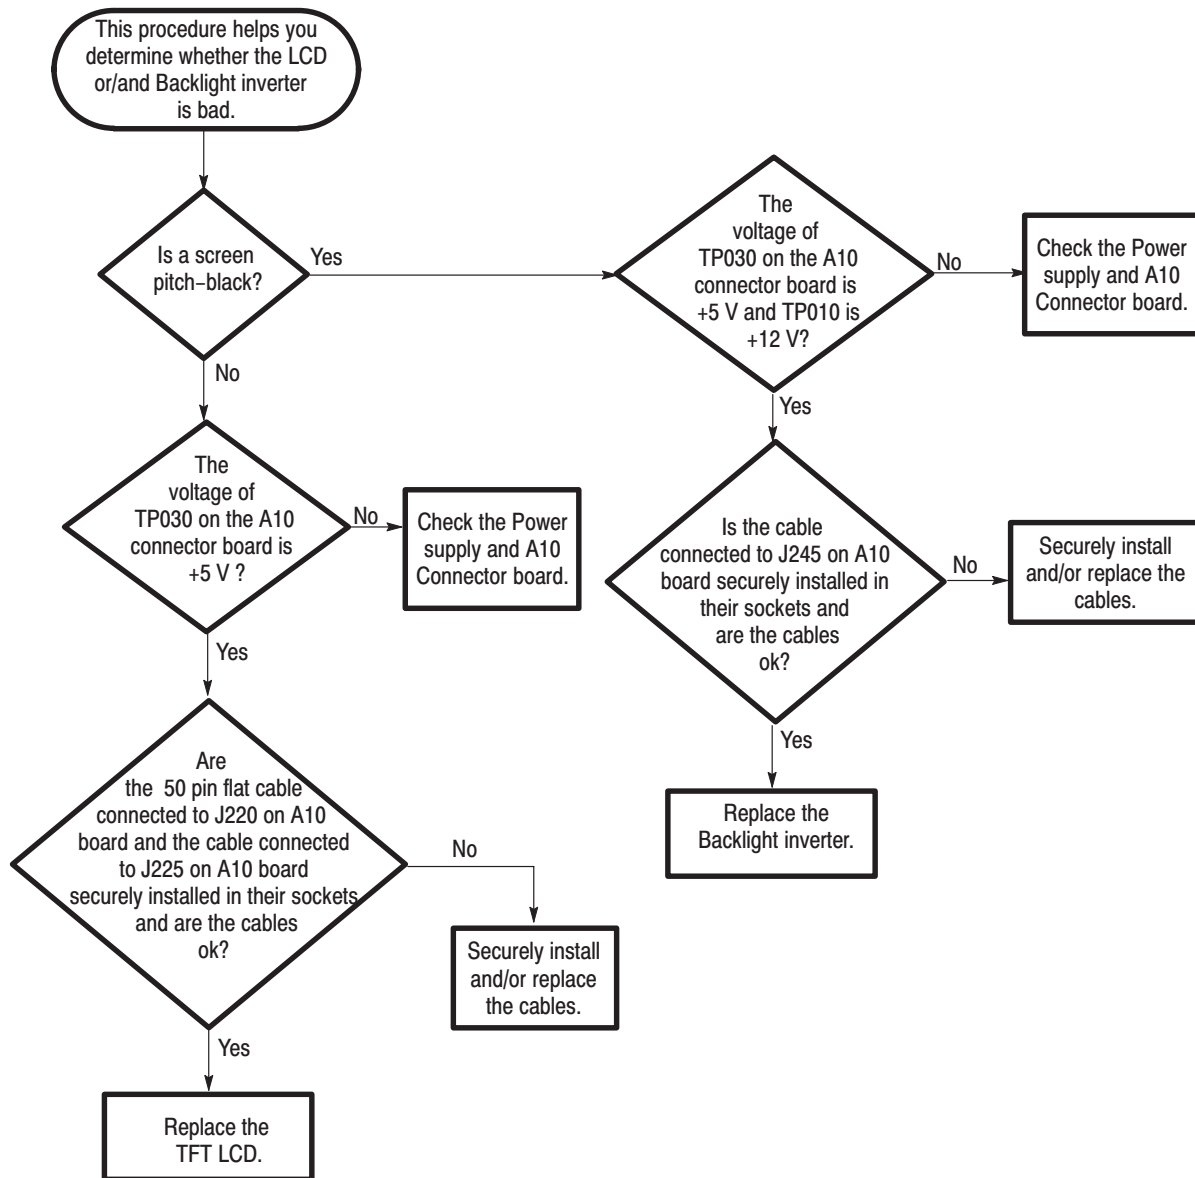 This procedure helps you
determine whether the LCD
or/and Backlight inverter
is bad.
Is a screen
pitch–black?
Yes
No
The
voltage of
TP030 on the A10
connector board is
+5 V and TP010 is
+12 V?
No
Check the Power
supply and A10
Connector board.
Yes
The
voltage of
TP030 on the A10
connector board is
+5 V ?
No
Check the Power
supply and A10
Connector board.
Yes
Is the cable
connected to J245 on A10
board securely installed in
their sockets and
are the cables
ok?
No
Securely install
and/or replace the
cables.
Yes
Replace the
Backlight inverter.
Are
the 50 pin flat cable
connected to J220 on A10
board and the cable connected
to J225 on A10 board
securely installed in their sockets
and are the cables
ok?
No
Securely install
and/or replace
the cables.
Yes
Replace the
TFT LCD.